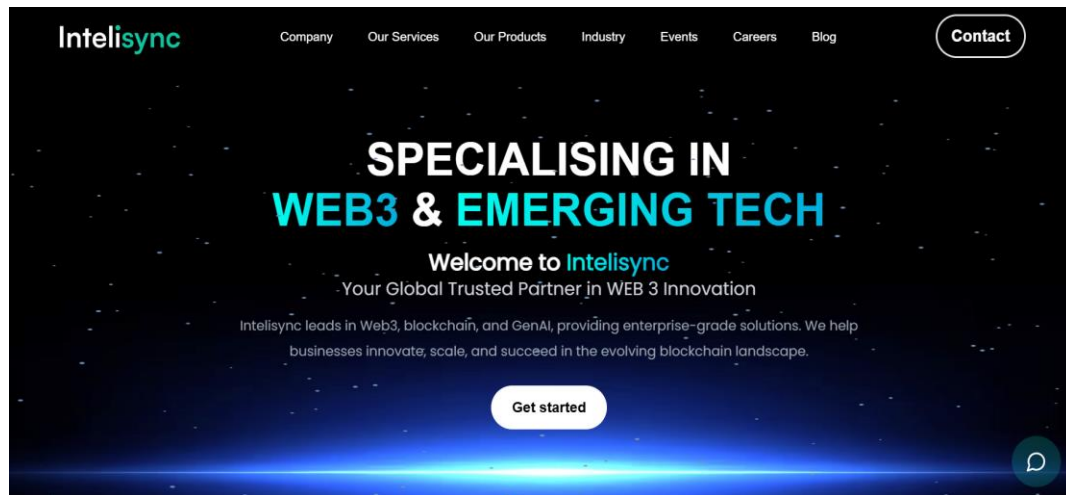 Intelisync
Company Our Services Our Products Industry Events Careers Blog
Contact
SPECIALISING IN
WEB3 & EMERGING TECH
Welcome to Intelisync
Your Global Trusted Partner in WEB 3 Innovation
Intelisync leads in Web3, blockchain, and GenAI, providing enterprise-grade solutions. We help
businesses innovate, scale, and succeed in the evolving blockchain landscape.
Get started